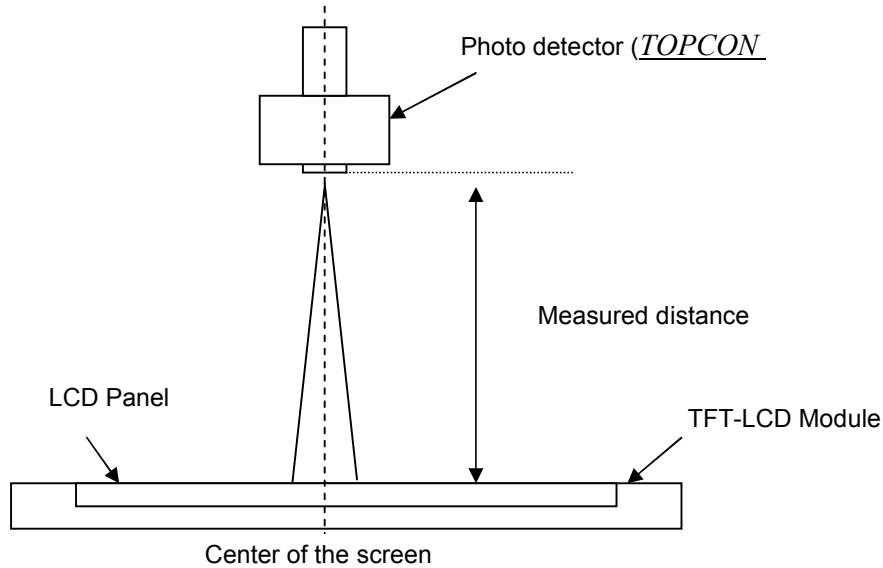 Photo detector (TOPCON
Measured distance
LCD Panel
TFT-LCD Module
Center of the screen